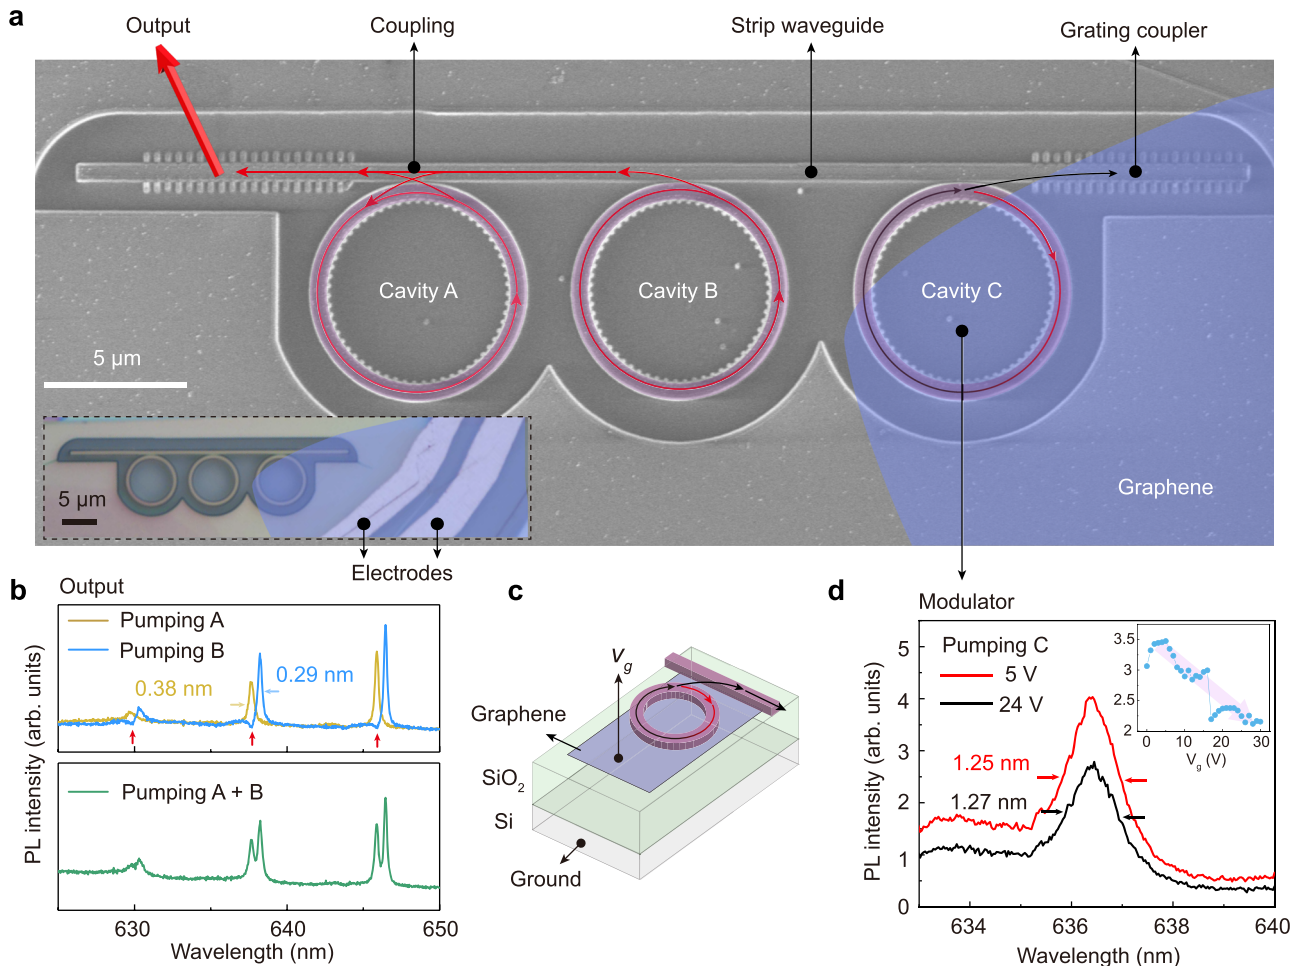 a
Output
Coupling
Strip waveguide
Grating coupler
Cavity A
Cavity B
Cavity C
5 μm
5 μm
Graphene
Electrodes
b
Output
Pumping A
Pumping B
0.38 nm
0.29 nm
Pumping A + B
PL intensity (arb. units)
630
640
650
Wavelength (nm)
c
Vg
Graphene
SiO2
Si
Ground
d
Modulator
Pumping C
5 V
24 V
1.25 nm
1.27 nm
PL intensity (arb. units)
5
4
3
2
1
0
634
636
638
640
Wavelength (nm)
3.5
3
2.5
2
0
10
20
30
Vg (V)